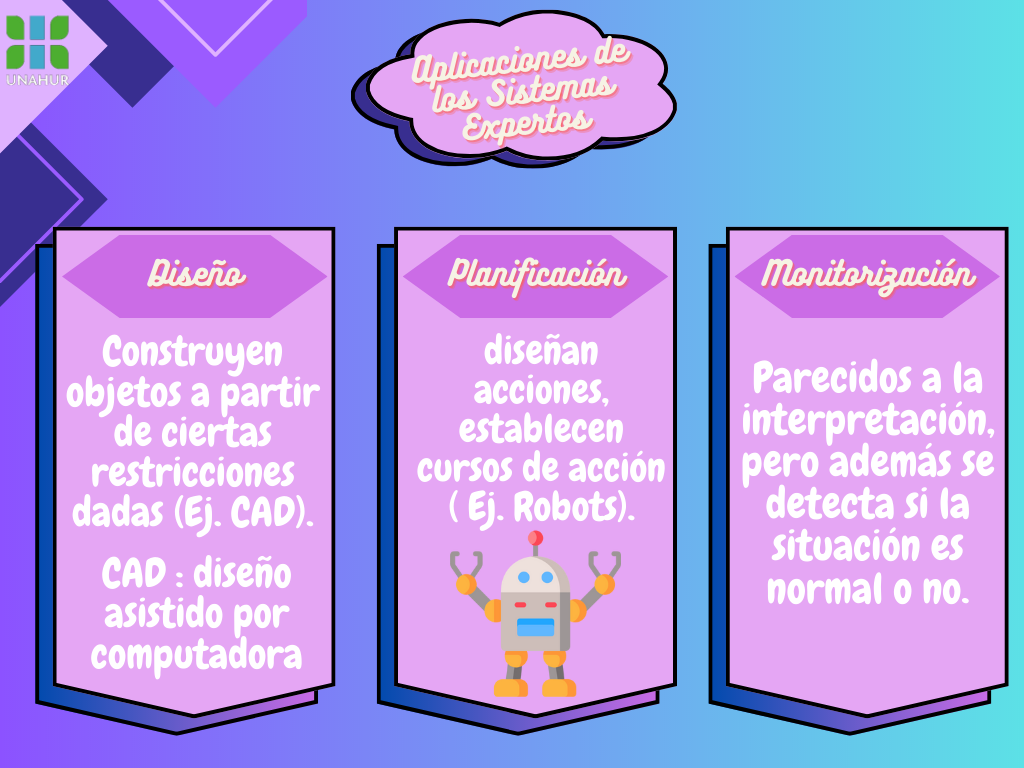 UNAHUR
Aplicaciones de
los Sistemas
Expertos
Diseño
Construyen
objetos a partir
de ciertas
restricciones
dadas (Ej. CAD).
CAD : diseño
asistido por
computadora
Planificación
diseñan
acciones,
establecen
cursos de acción
( Ej. Robots).
Monitorización
Parecidos a la
interpretación,
pero además se
detecta si la
situación es
normal o no.